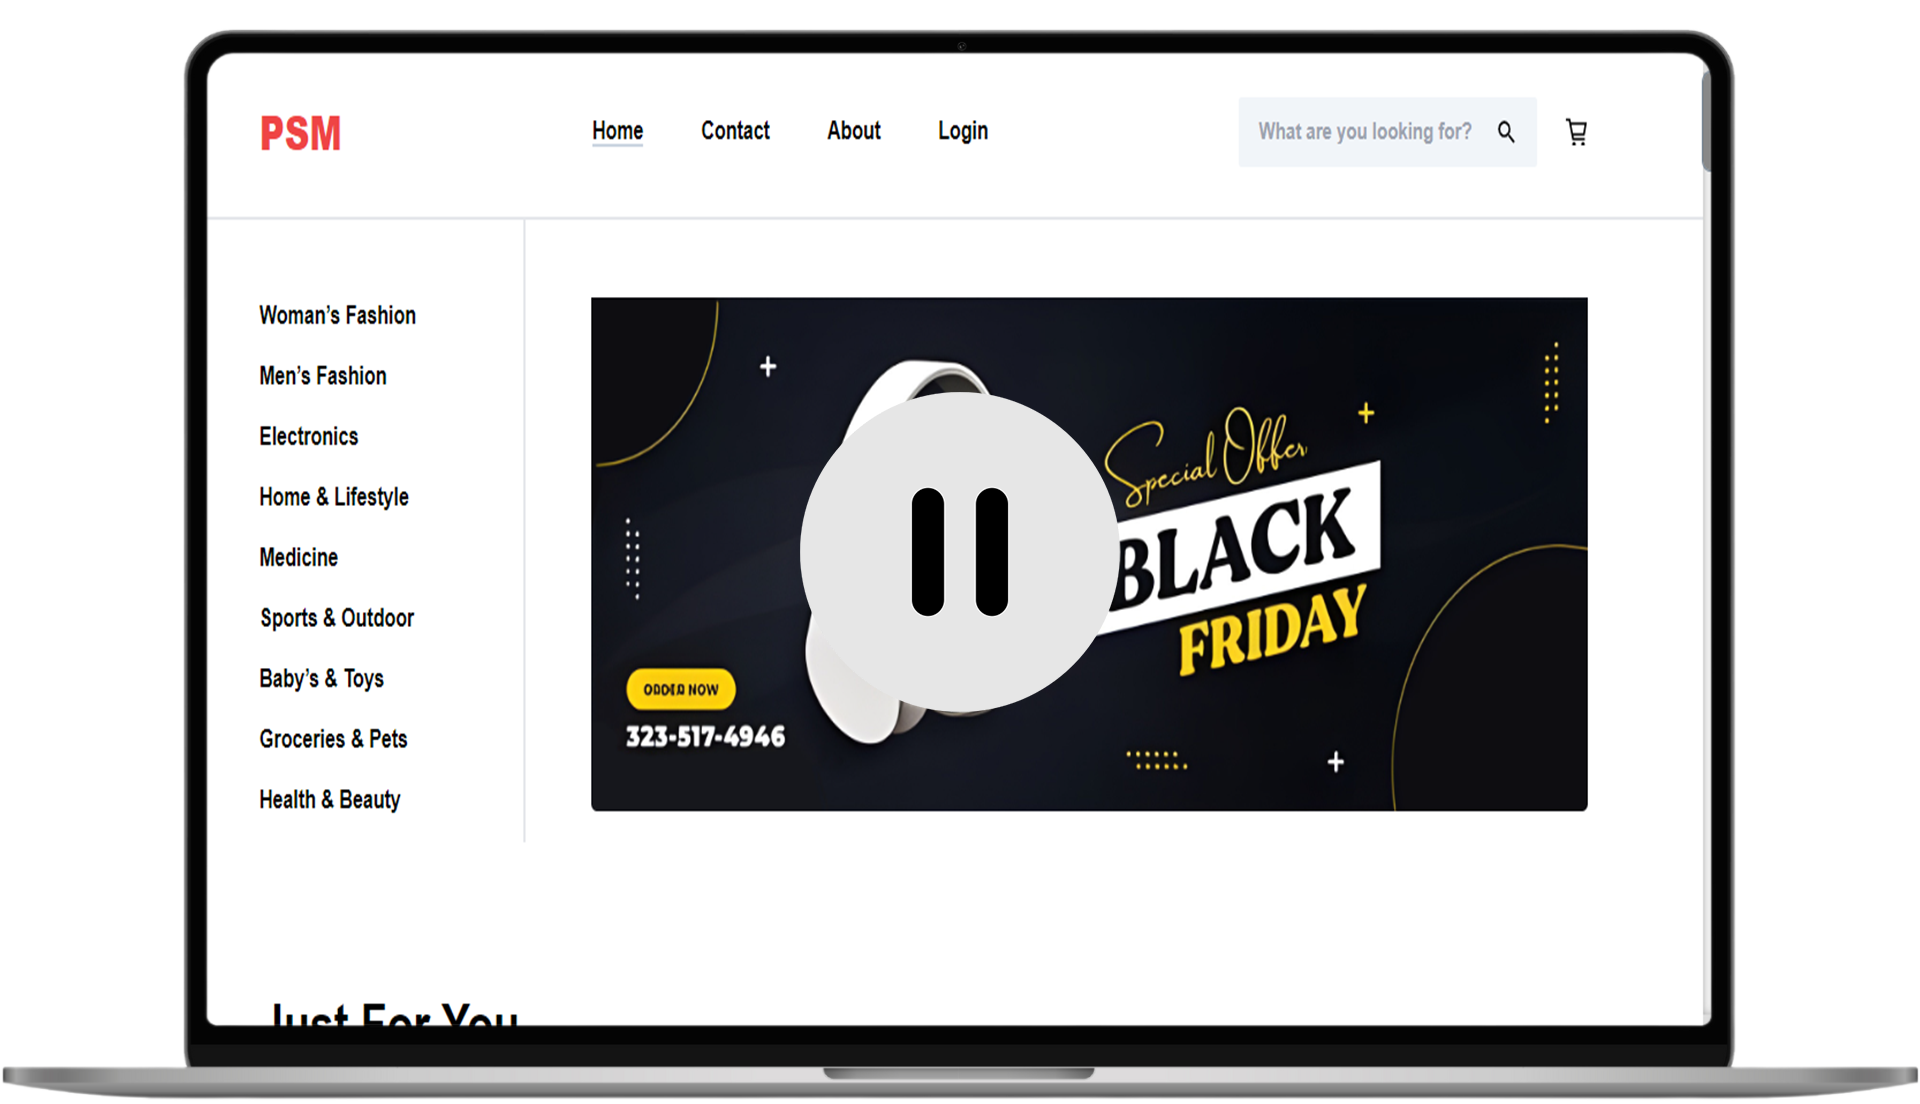 PSM
Home
Contact
About
Login
What are you looking for?
Woman’s Fashion
Men’s Fashion
Electronics
Home & Lifestyle
Medicine
Sports & Outdoor
Baby’s & Toys
Groceries & Pets
Health & Beauty
Special Offer
BLACK
FRIDAY
ORDER NOW
323-517-4946
Just For You